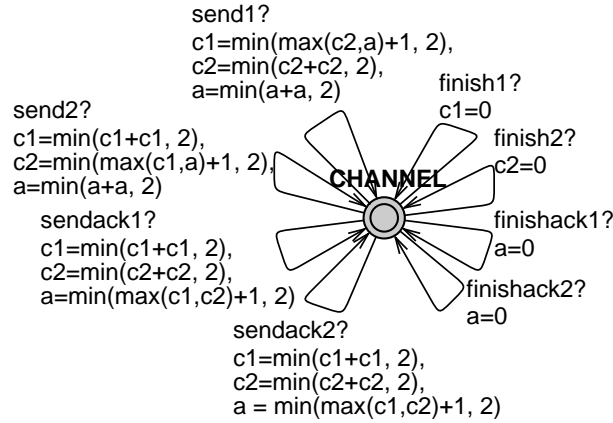 send1?
c1=min(max(c2,a)+1, 2),
c2=min(c2+c2, 2),
a=min(a+a, 2)
finish1?
c1=0
send2?
c1=min(c1+c1, 2),
c2=min(max(c1,a)+1, 2),
a=min(a+a, 2)
finish2?
c2=0
CHANNEL
sendack1?
c1=min(c1+c1, 2),
c2=min(c2+c2, 2),
a=min(max(c1,c2)+1, 2)
finishack1?
a=0
finishack2?
a=0
sendack2?
c1=min(c1+c1, 2),
c2=min(c2+c2, 2),
a = min(max(c1,c2)+1, 2)